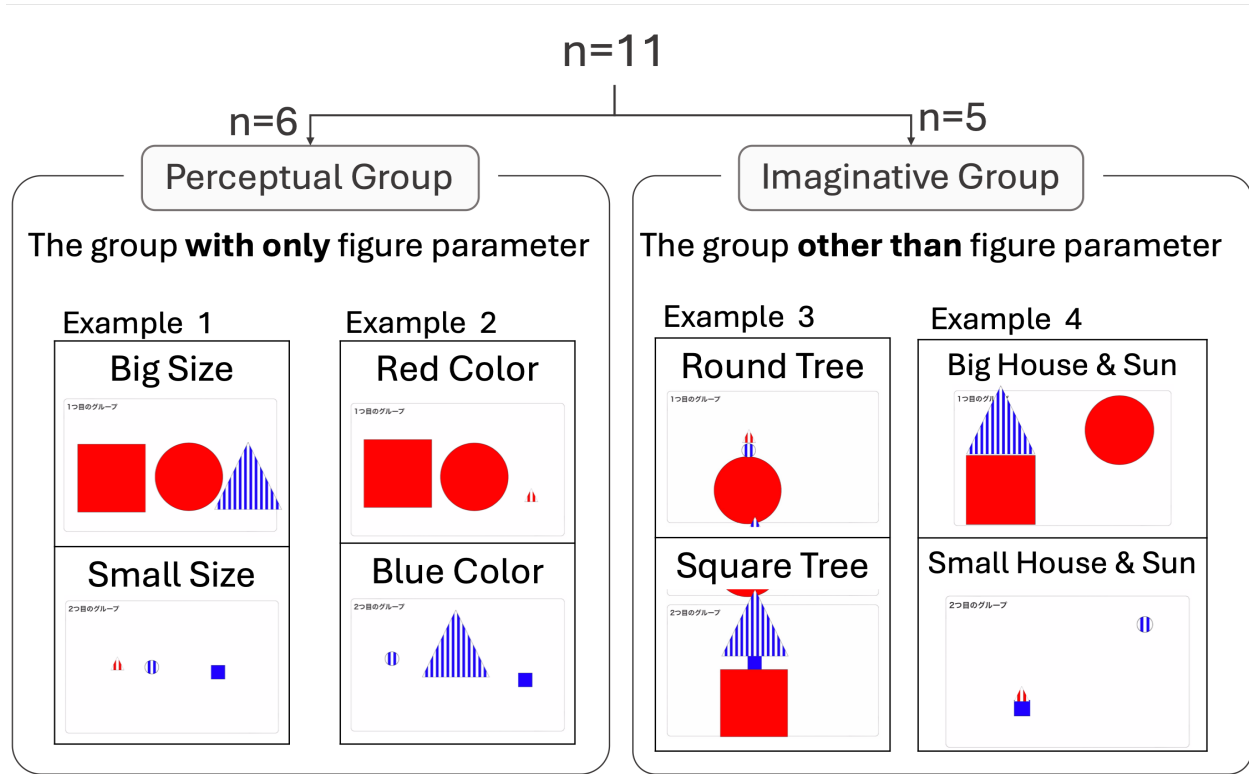 n=11
n=6
n=5
Perceptual Group
Imaginative Group
The group with only figure parameter
The group other than figure parameter
Example 1
Big Size
1つ目のグループ
Small Size
2つ目のグループ
Example 2
Red Color
1つ目のグループ
Blue Color
2つ目のグループ
Example 3
Round Tree
1つ目のグループ
Square Tree
2つ目のグループ
Example 4
Big House & Sun
1つ目のグループ
Small House & Sun
2つ目のグループ